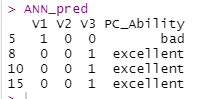 > ANN_pred
V1 V2 V3 PC_Ability
5 1 0 0 bad
8 0 0 1 excellent
10 0 0 1 excellent
15 0 0 1 excellent
>